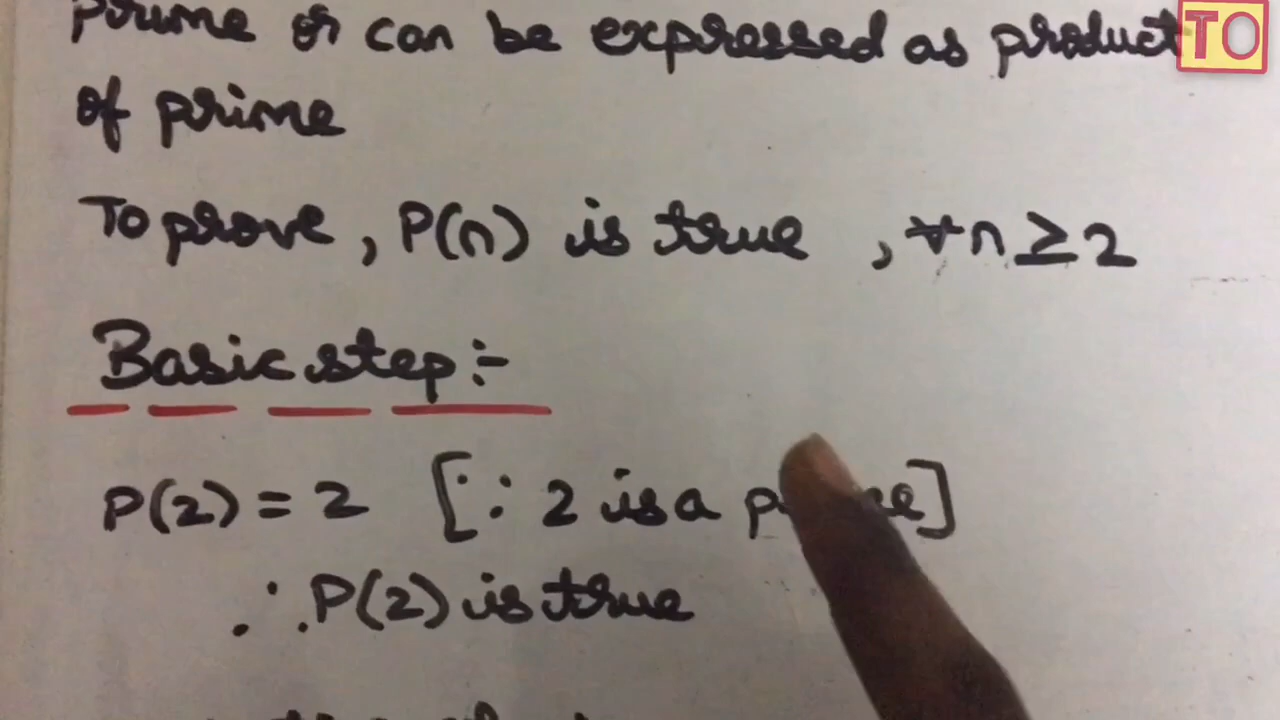 prime or can be expressed as product
TO
of prime
To prove, P(n) is true, ∀n ≥ 2
Basic step:-
P(2) = 2 [∵ 2 is a ]
∴ P(2) is true